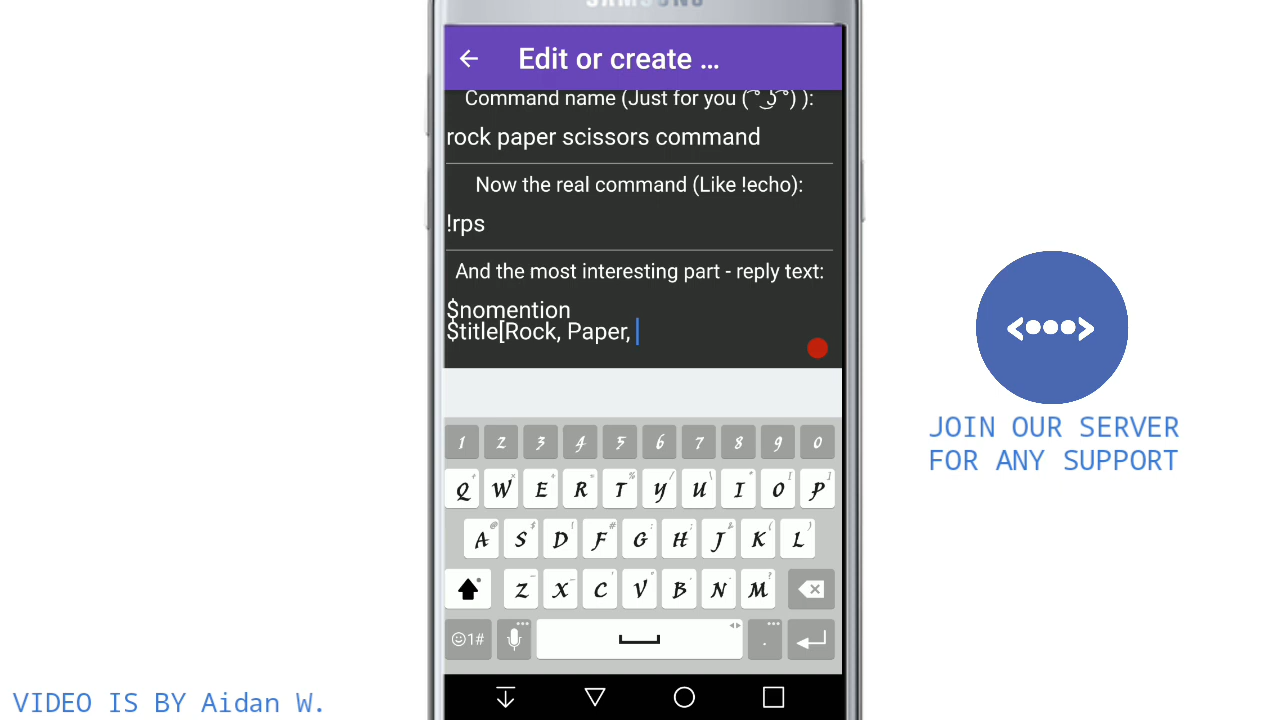 SAMSUNG
Edit or create ...
Command name (Just for you ( ͡° ͜ʖ ͡°) ):
rock paper scissors command
Now the real command (Like !echo):
!rps
And the most interesting part - reply text:
$nomention
$title[Rock, Paper,
1 2 3 4 5 6 7 8 9 0
Q W E R T Y U I O P
A S D F G H J K L
Z X C V B N M
1#
.
<•••>
JOIN OUR SERVER
FOR ANY SUPPORT
VIDEO IS BY Aidan W.